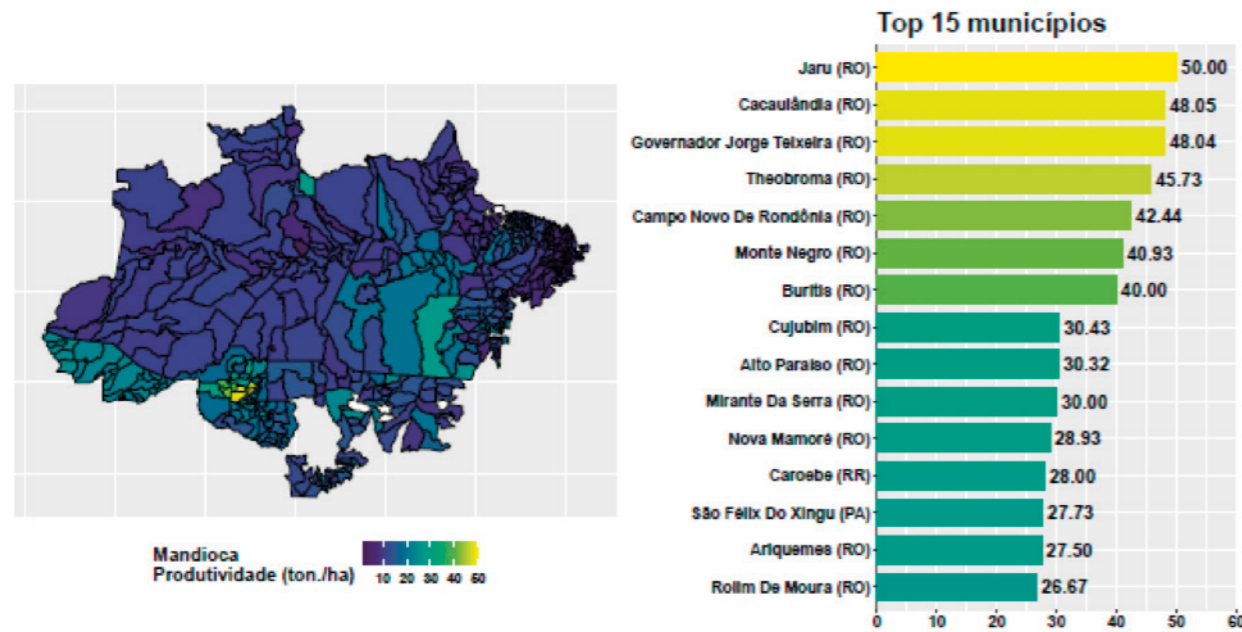 Top 15 municípios
Jaru (RO) 50.00
Cacaulândia (RO) 48.05
Governador Jorge Teixeira (RO) 48.04
Theobroma (RO) 45.73
Campo Novo De Rondônia (RO) 42.44
Monte Negro (RO) 40.93
Buritis (RO) 40.00
Cujubim (RO) 30.43
Alto Paraíso (RO) 30.32
Mirante Da Serra (RO) 30.00
Nova Mamoré (RO) 28.93
Caroebe (RR) 28.00
São Félix Do Xingu (PA) 27.73
Ariquemes (RO) 27.50
Rolim De Moura (RO) 26.67
0 10 20 30 40 50 60
Mandioca
Produtividade (ton./ha)
10 20 30 40 50